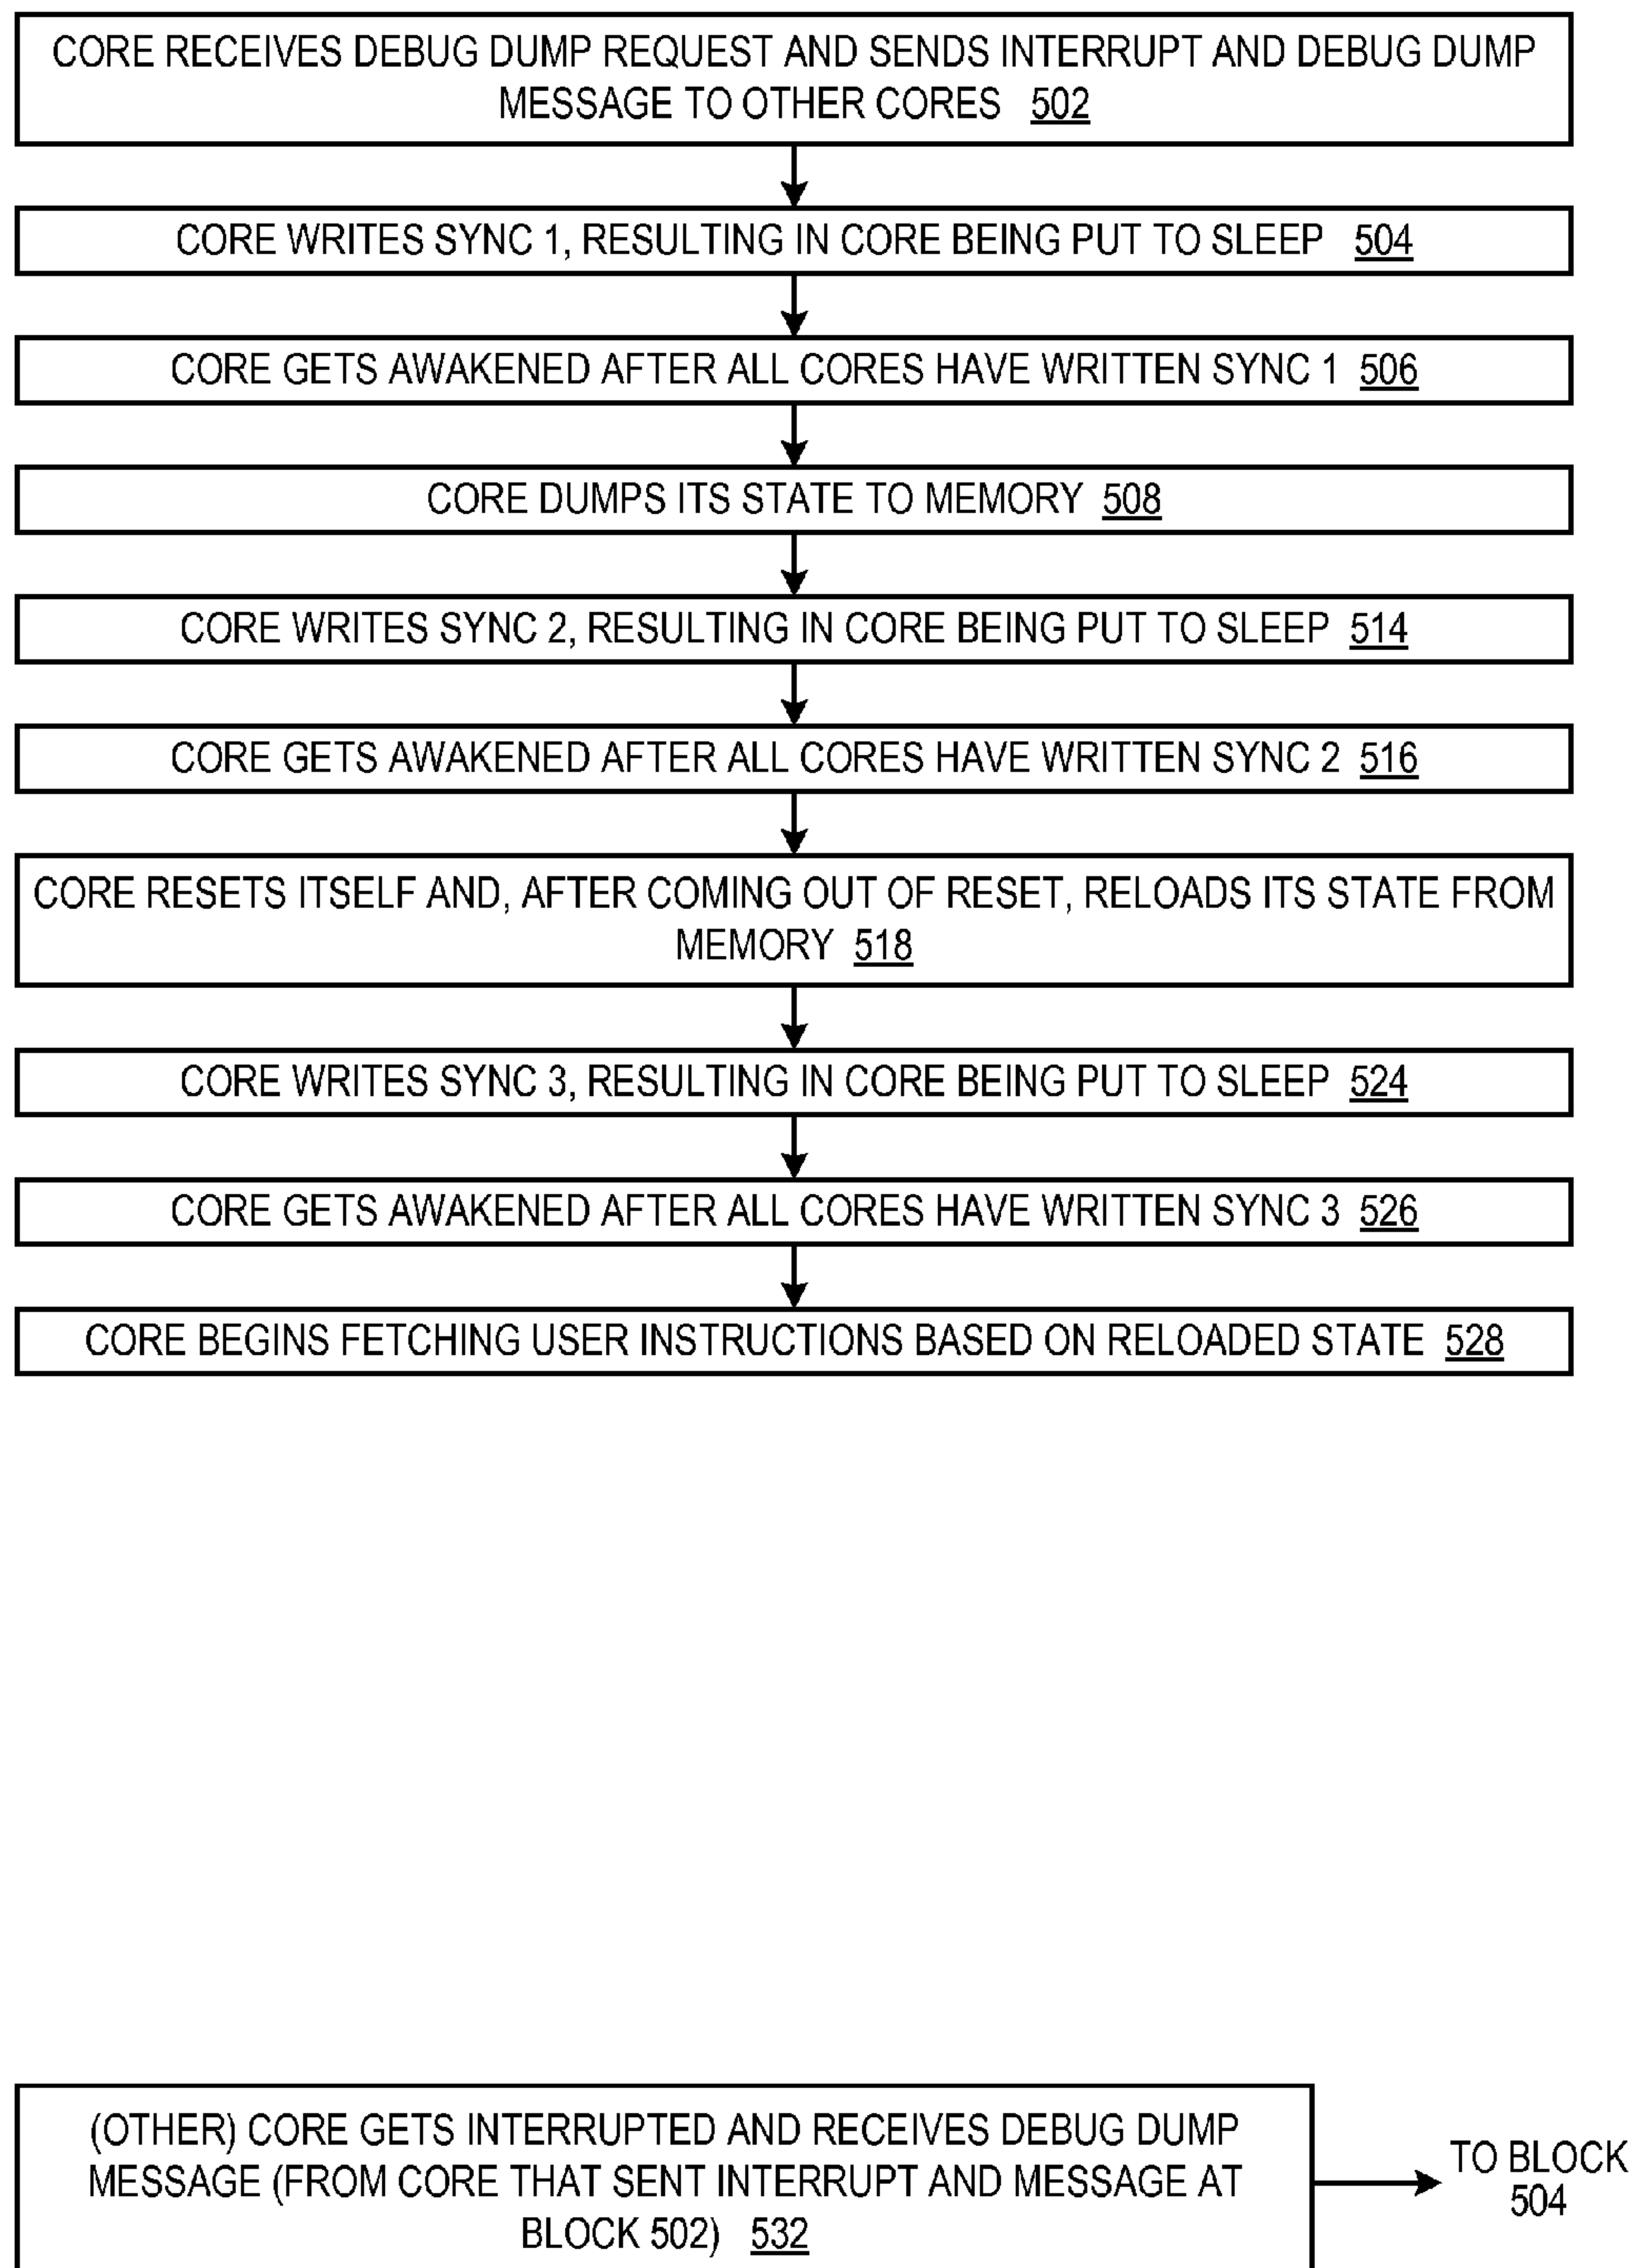 CORE RECEIVES DEBUG DUMP REQUEST AND SENDS INTERRUPT AND DEBUG DUMP
MESSAGE TO OTHER CORES 502
CORE WRITES SYNC 1, RESULTING IN CORE BEING PUT TO SLEEP 504
CORE GETS AWAKENED AFTER ALL CORES HAVE WRITTEN SYNC 1 506
CORE DUMPS ITS STATE TO MEMORY 508
CORE WRITES SYNC 2, RESULTING IN CORE BEING PUT TO SLEEP 514
CORE GETS AWAKENED AFTER ALL CORES HAVE WRITTEN SYNC 2 516
CORE RESETS ITSELF AND, AFTER COMING OUT OF RESET, RELOADS ITS STATE FROM
MEMORY 518
CORE WRITES SYNC 3, RESULTING IN CORE BEING PUT TO SLEEP 524
CORE GETS AWAKENED AFTER ALL CORES HAVE WRITTEN SYNC 3 526
CORE BEGINS FETCHING USER INSTRUCTIONS BASED ON RELOADED STATE 528
(OTHER) CORE GETS INTERRUPTED AND RECEIVES DEBUG DUMP
MESSAGE (FROM CORE THAT SENT INTERRUPT AND MESSAGE AT
BLOCK 502) 532
TO BLOCK
504